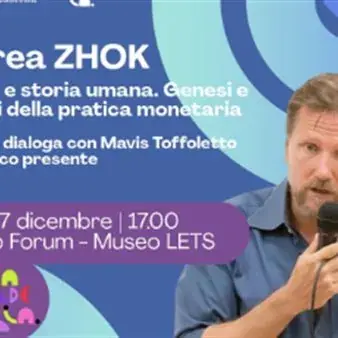 rea ZHOK
e storia umana. Genesi e
i della pratica monetaria
dialoga con Mavis Toffoletto
co presente
7 dicembre | 17.00
o Forum - Museo LETS